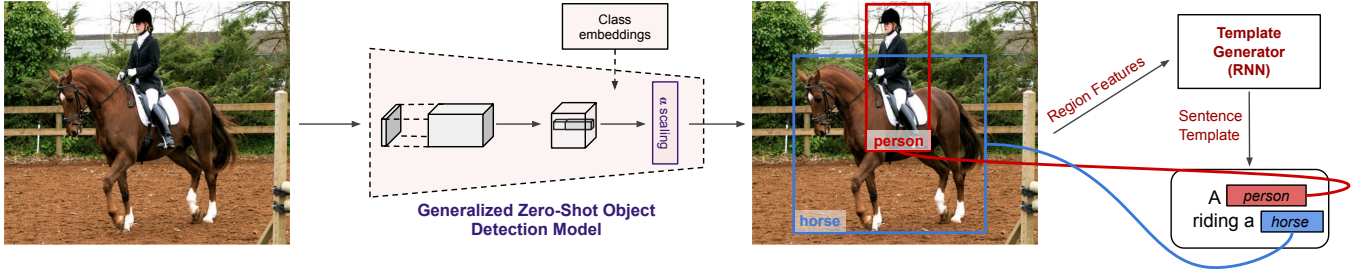 Class
embeddings
α scaling
Generalized Zero-Shot Object
Detection Model
person
horse
Region Features
Template
Generator
(RNN)
Sentence
Template
A person
riding a horse